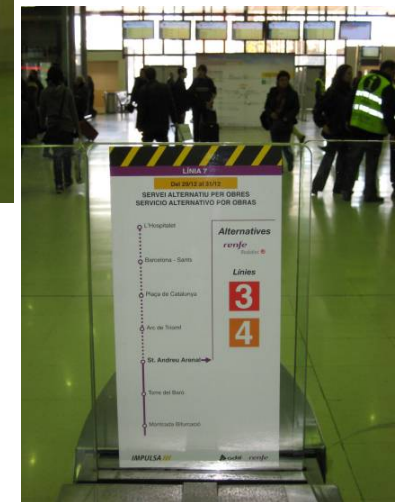 LÍNIA 7
Del 29/12 al 31/12
SERVEI ALTERNATIU PER OBRES
SERVICIO ALTERNATIVO POR OBRAS
L'Hospitalet
Barcelona - Sants
Plaça de Catalunya
Arc de Triomf
St. Andreu Arenal
Torre del Baró
Montcada Bifurcació
Alternatives
renfe
Rodalies
Línies
3
4
IMPULSA
adif renfe